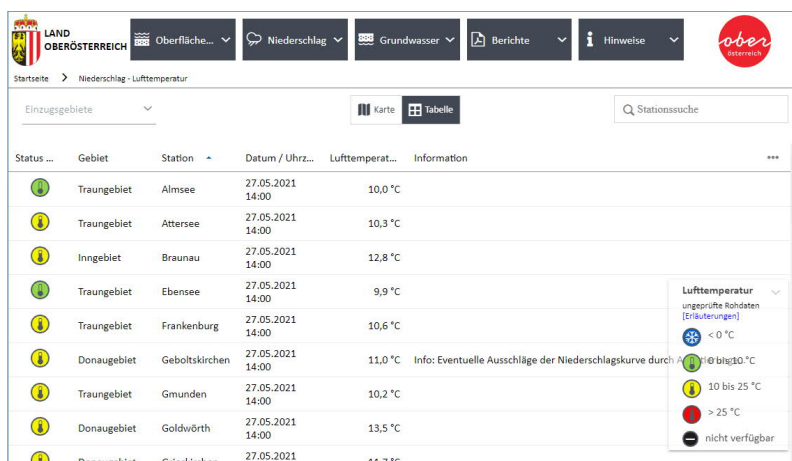 LAND
OBERÖSTERREICH
Oberfläche...
Niederschlag
Grundwasser
Berichte
Hinweise
ober
österreich
Startseite > Niederschlag - Lufttemperatur
Einzugsgebiete
Karte
Tabelle
Stationssuche
Status ... Gebiet Station Datum / Uhrz... Lufttemperat... Information
Traungebiet Almsee 27.05.2021 14:00 10,0 °C
Traungebiet Attersee 27.05.2021 14:00 10,3 °C
Inngebiet Braunau 27.05.2021 14:00 12,8 °C
Traungebiet Ebensee 27.05.2021 14:00 9,9 °C
Traungebiet Frankenburg 27.05.2021 14:00 10,6 °C
Donaugebiet Geboltskirchen 27.05.2021 14:00 11,0 °C Info: Eventuelle Ausschläge der Niederschlagskurve durch
Traungebiet Gmunden 27.05.2021 14:00 10,2 °C
Donaugebiet Goldwörth 27.05.2021 14:00 13,5 °C
27.05.2021
Lufttemperatur
ungeprüfte Rohdaten
[Erläuterungen]
< 0 °C
0 bis 10 °C
10 bis 25 °C
> 25 °C
nicht verfügbar